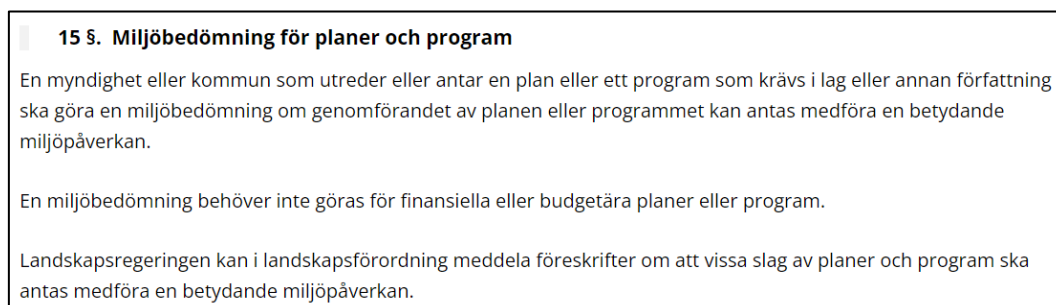 15 §. Miljöbedömning för planer och program
En myndighet eller kommun som utreder eller antar en plan eller ett program som krävs i lag eller annan författning
ska göra en miljöbedömning om genomförandet av planen eller programmet kan antas medföra en betydande
miljöpåverkan.
En miljöbedömning behöver inte göras för finansiella eller budgetära planer eller program.
Landskapsregeringen kan i landskapsförordning meddela föreskrifter om att vissa slag av planer och program ska
antas medföra en betydande miljöpåverkan.